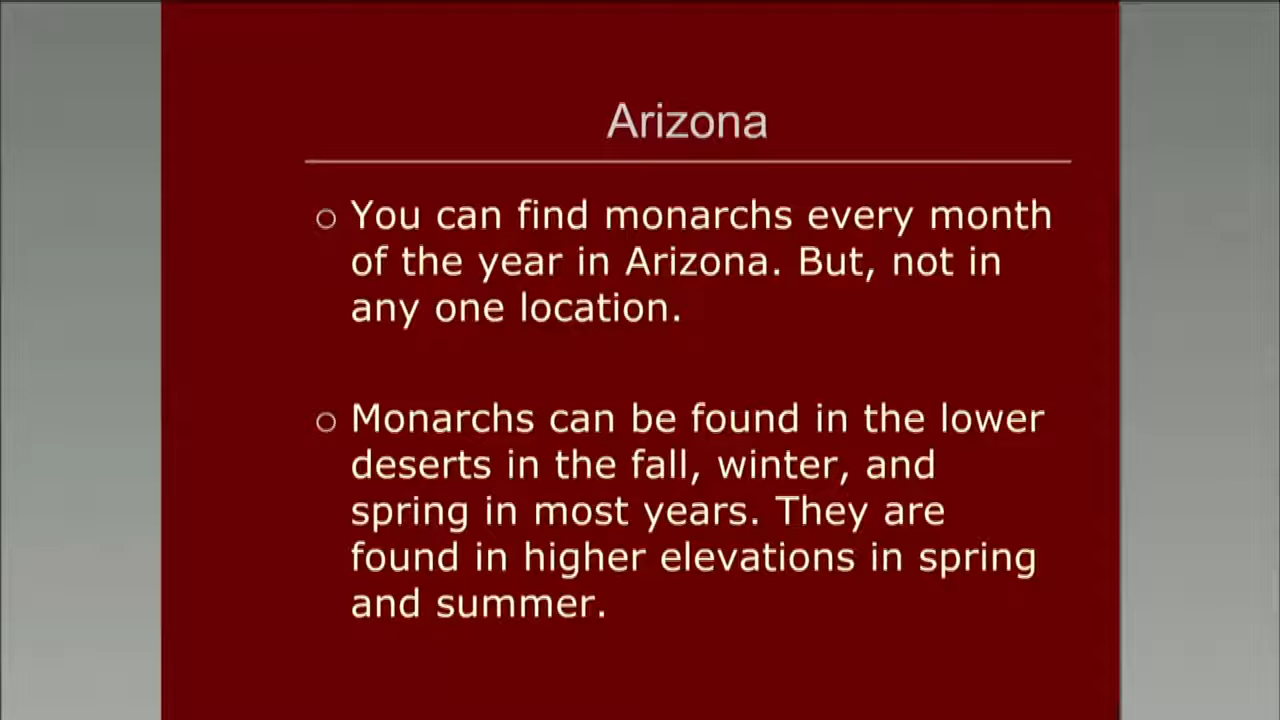 Arizona
○ You can find monarchs every month
of the year in Arizona. But, not in
any one location.
○ Monarchs can be found in the lower
deserts in the fall, winter, and
spring in most years. They are
found in higher elevations in spring
and summer.